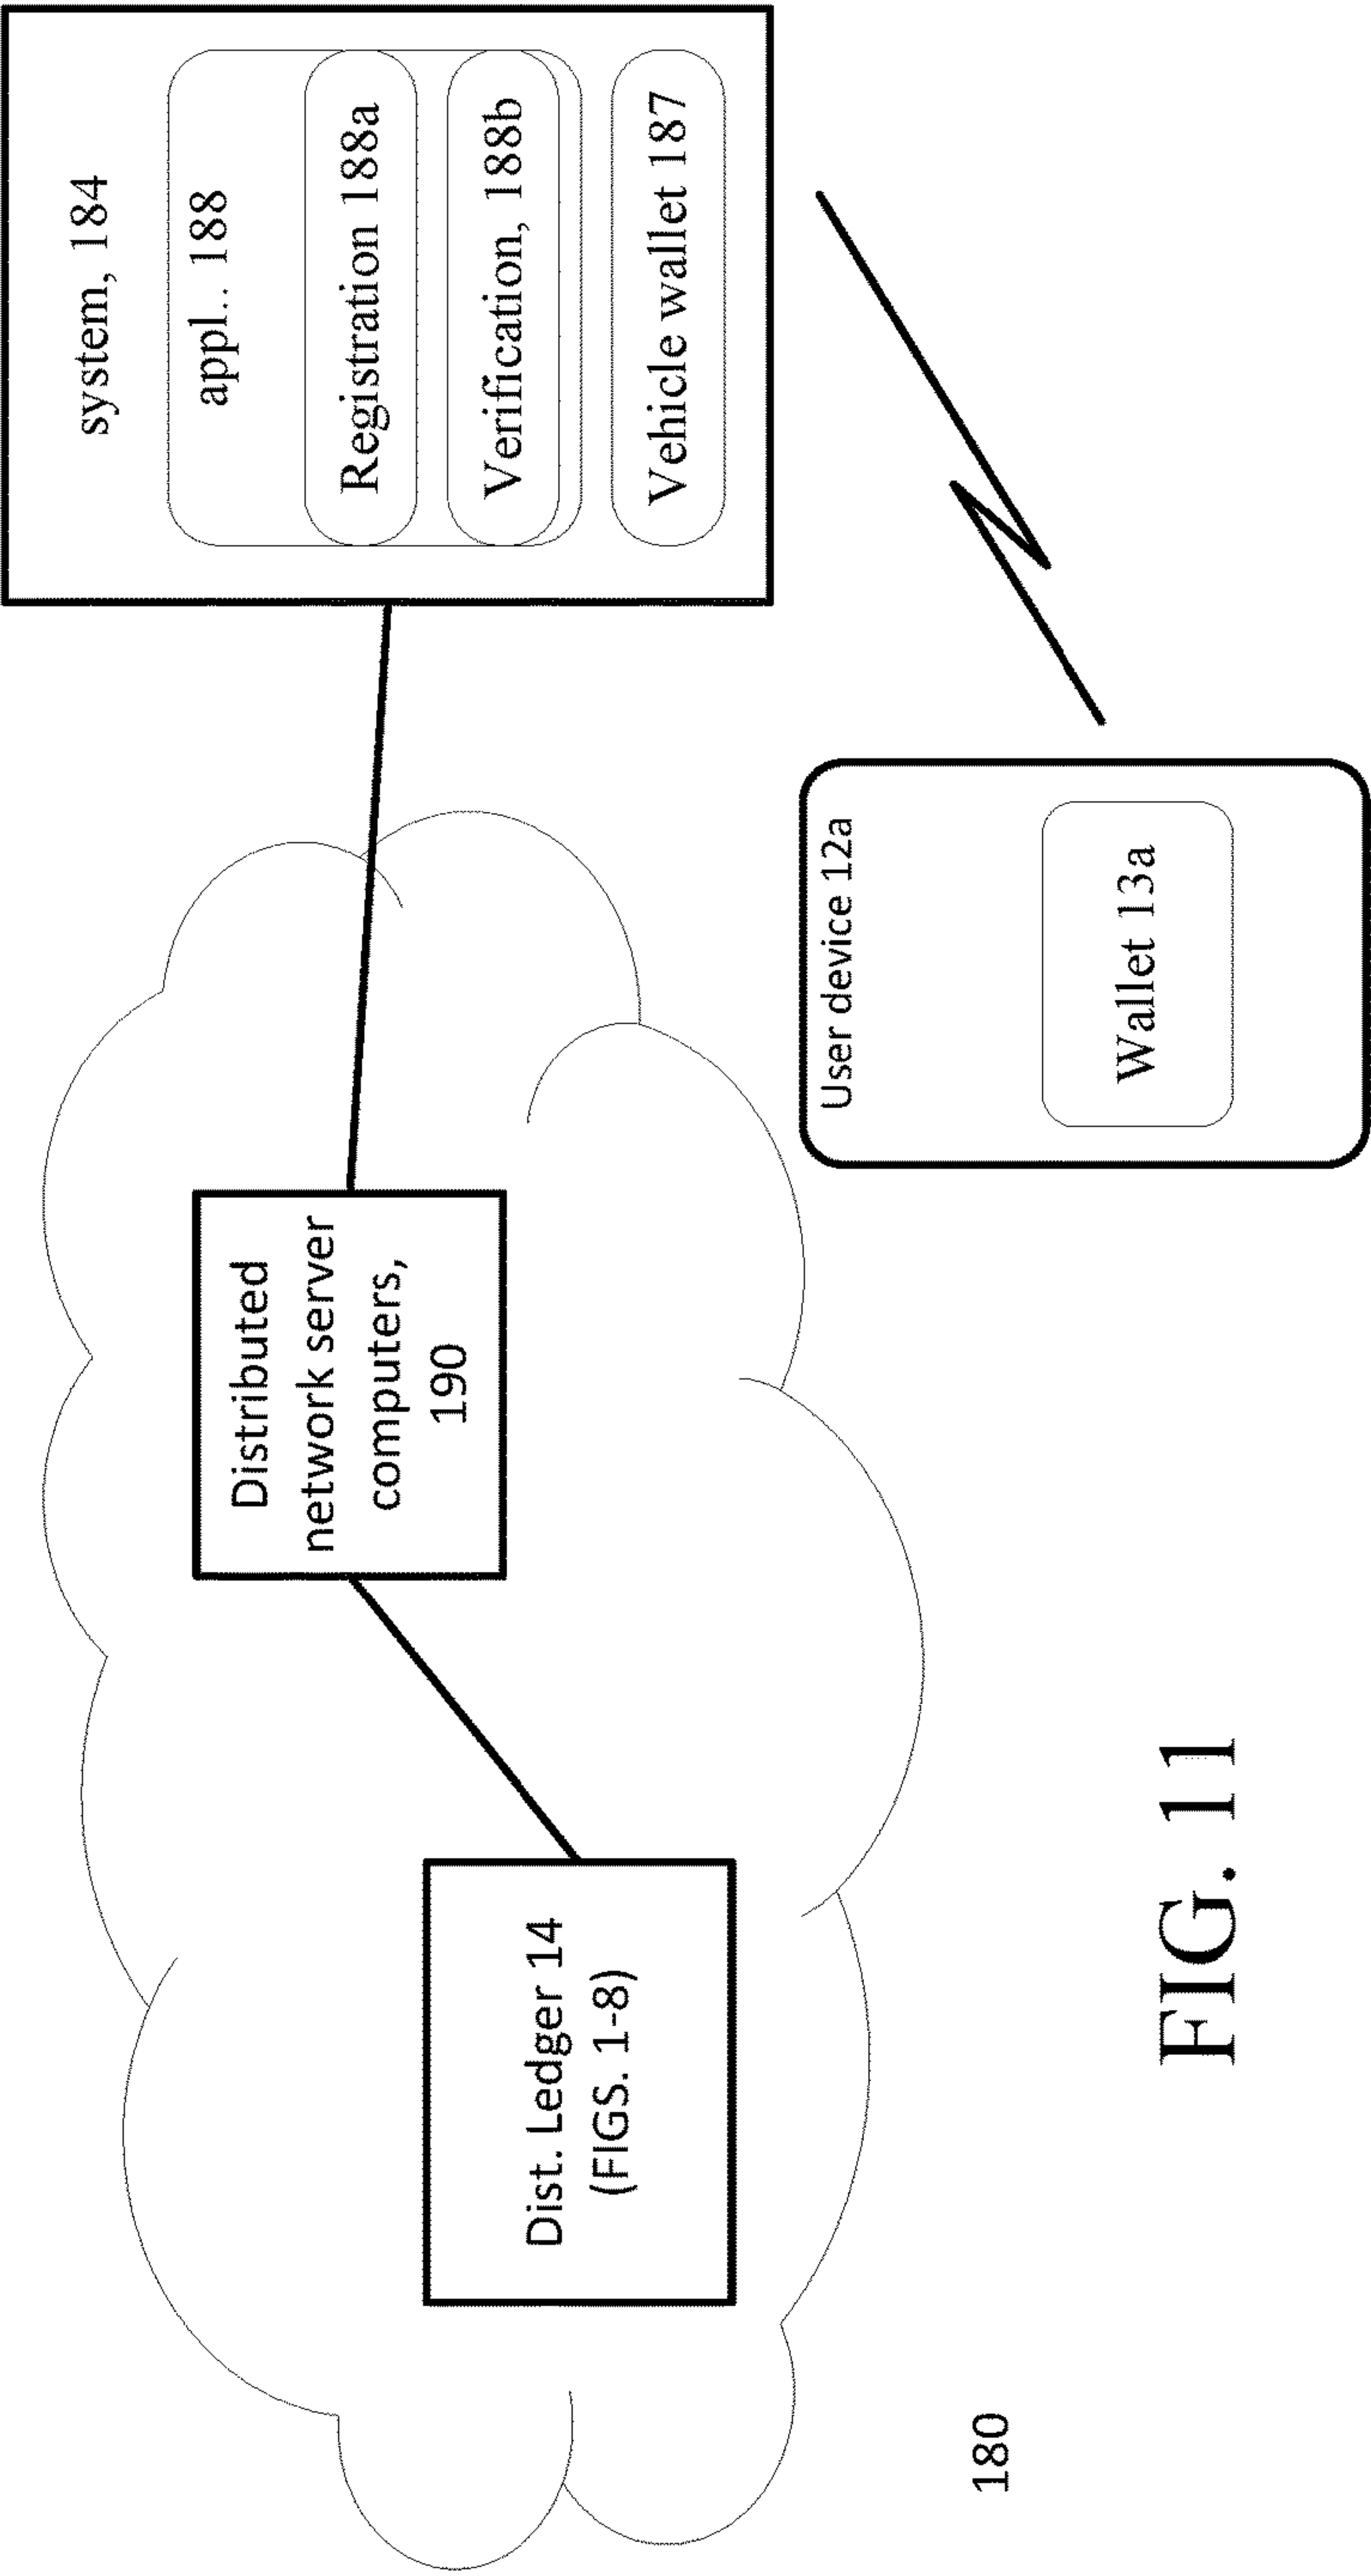 system, 184
appl.. 188
Registration 188a
Verification, 188b
Vehicle wallet 187
Distributed
network server
computers,
190
Dist. Ledger 14
(FIGS. 1-8)
User device 12a
Wallet 13a
180
FIG. 11